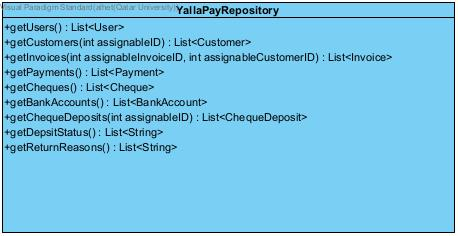 Visual Paradigm Standard(alhet(Qatar University))
YallaPayRepository
+getUsers() : List<User>
+getCustomers(int assignableID) : List<Customer>
+getInvoices(int assignableInvoiceID, int assignableCustomerID) : List<Invoice>
+getPayments() : List<Payment>
+getCheques() : List<Cheque>
+getBankAccounts() : List<BankAccount>
+getChequeDeposits(int assignableID) : List<ChequeDeposit>
+getDepsitStatus() : List<String>
+getReturnReasons() : List<String>